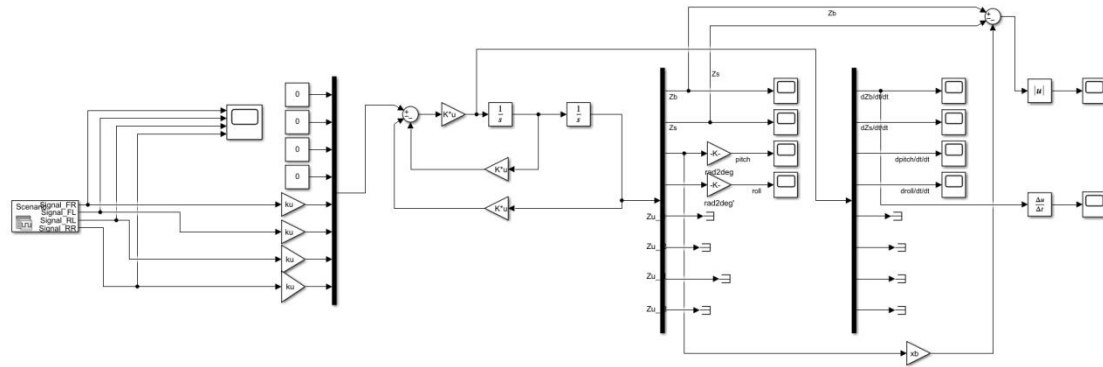 Scenario
Signal_FR
Signal_FL
Signal_RL
Signal_RR
0
0
0
0
ku
ku
ku
ku
K*u
1
s
1
s
K*u
K*u
Zb
Zs
Zb
Zs
-K-
rad2deg
pitch
-K-
rad2deg'
roll
Zu_
Zu_
Zu_
Zu_
dZb/dt/dt
dZs/dt/dt
dpitch/dt/dt
droll/dt/dt
|u|
Δu
Δt
xb